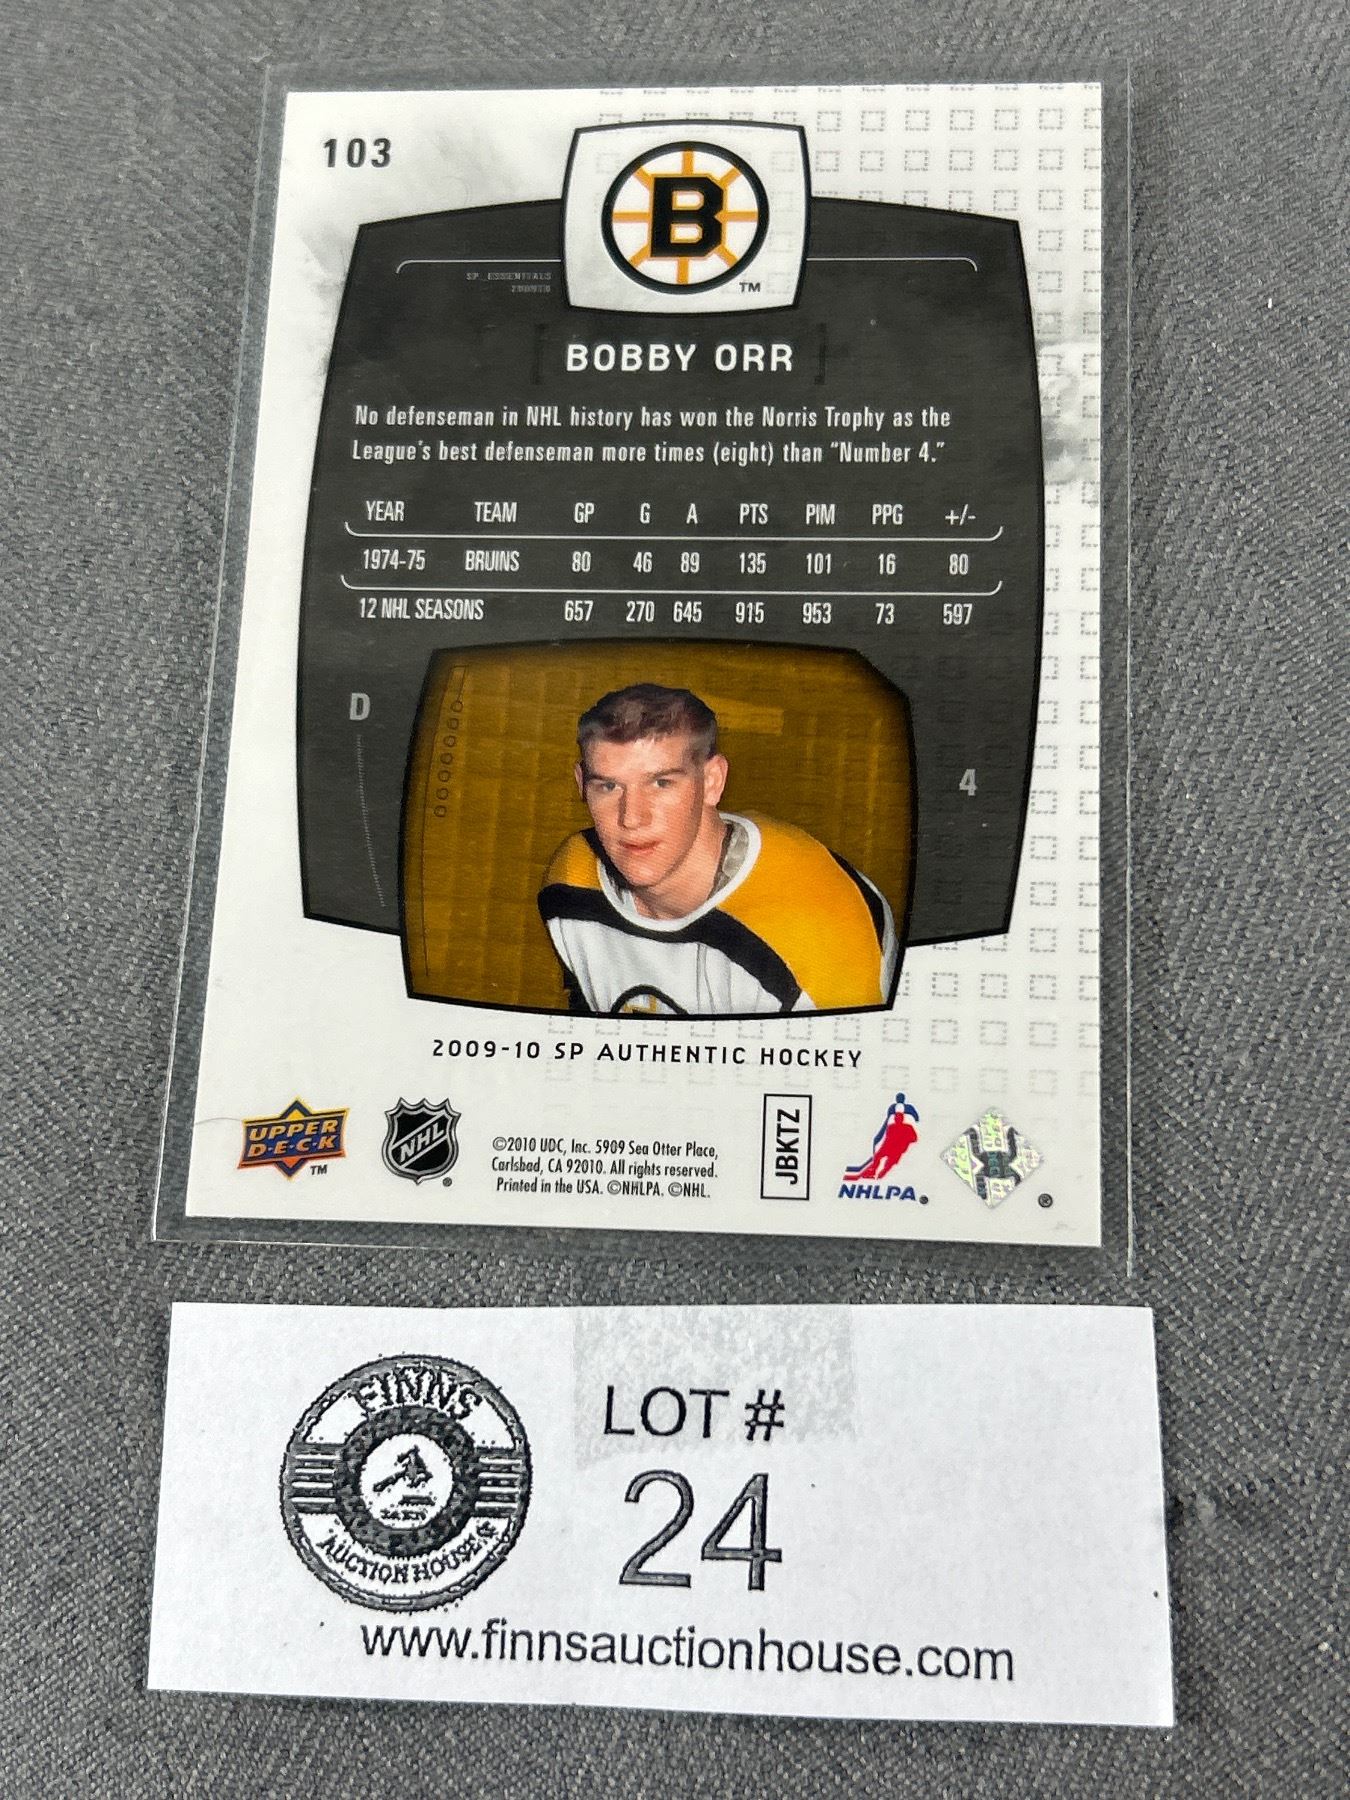 103
B
TM
SP_ESSENTIALS
BOBBY ORR
No defenseman in NHL history has won the Norris Trophy as the
League's best defenseman more times (eight) than "Number 4."
YEAR TEAM GP G A PTS PIM PPG +/-
1974-75 BRUINS 80 46 89 135 101 16 80
12 NHL SEASONS 657 270 645 915 953 73 597
D
4
2009-10 SP AUTHENTIC HOCKEY
UPPER
D·E·C·K
TM
NHL
®
©2010 UDC, Inc. 5909 Sea Otter Place,
Carlsbad, CA 92010. All rights reserved.
Printed in the USA. ©NHLPA. ©NHL.
JBKTZ
NHLPA®
®
FINNS
AUCTION HOUSE
LOT #
24
www.finnsauctionhouse.com